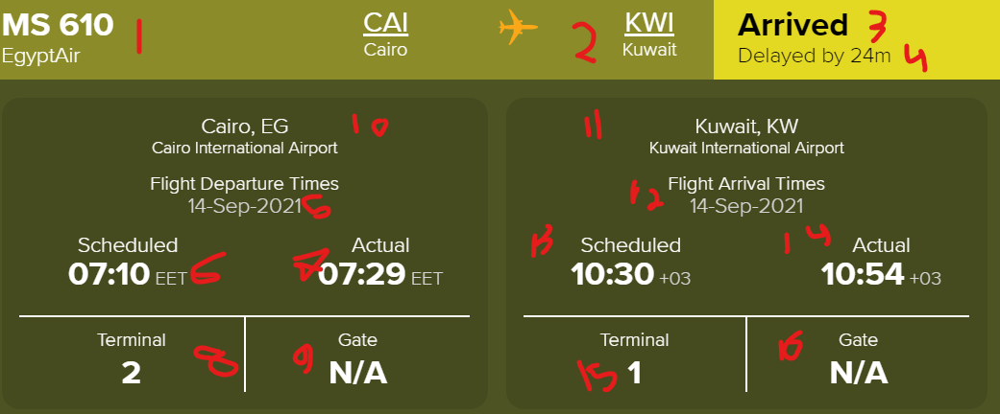 MS 610 1
EgyptAir
CAI
Cairo
2 KWI
Kuwait
Arrived 3
Delayed by 24m 4
Cairo, EG 10
Cairo International Airport
Flight Departure Times
14-Sep-2021 5
Scheduled
07:10 EET 6
Actual
7 07:29 EET
Terminal
2 8
Gate
9 N/A
11 Kuwait, KW
Kuwait International Airport
12 Flight Arrival Times
14-Sep-2021
13 Scheduled
10:30 +03
14 Actual
10:54 +03
Terminal
15 1
16 Gate
N/A